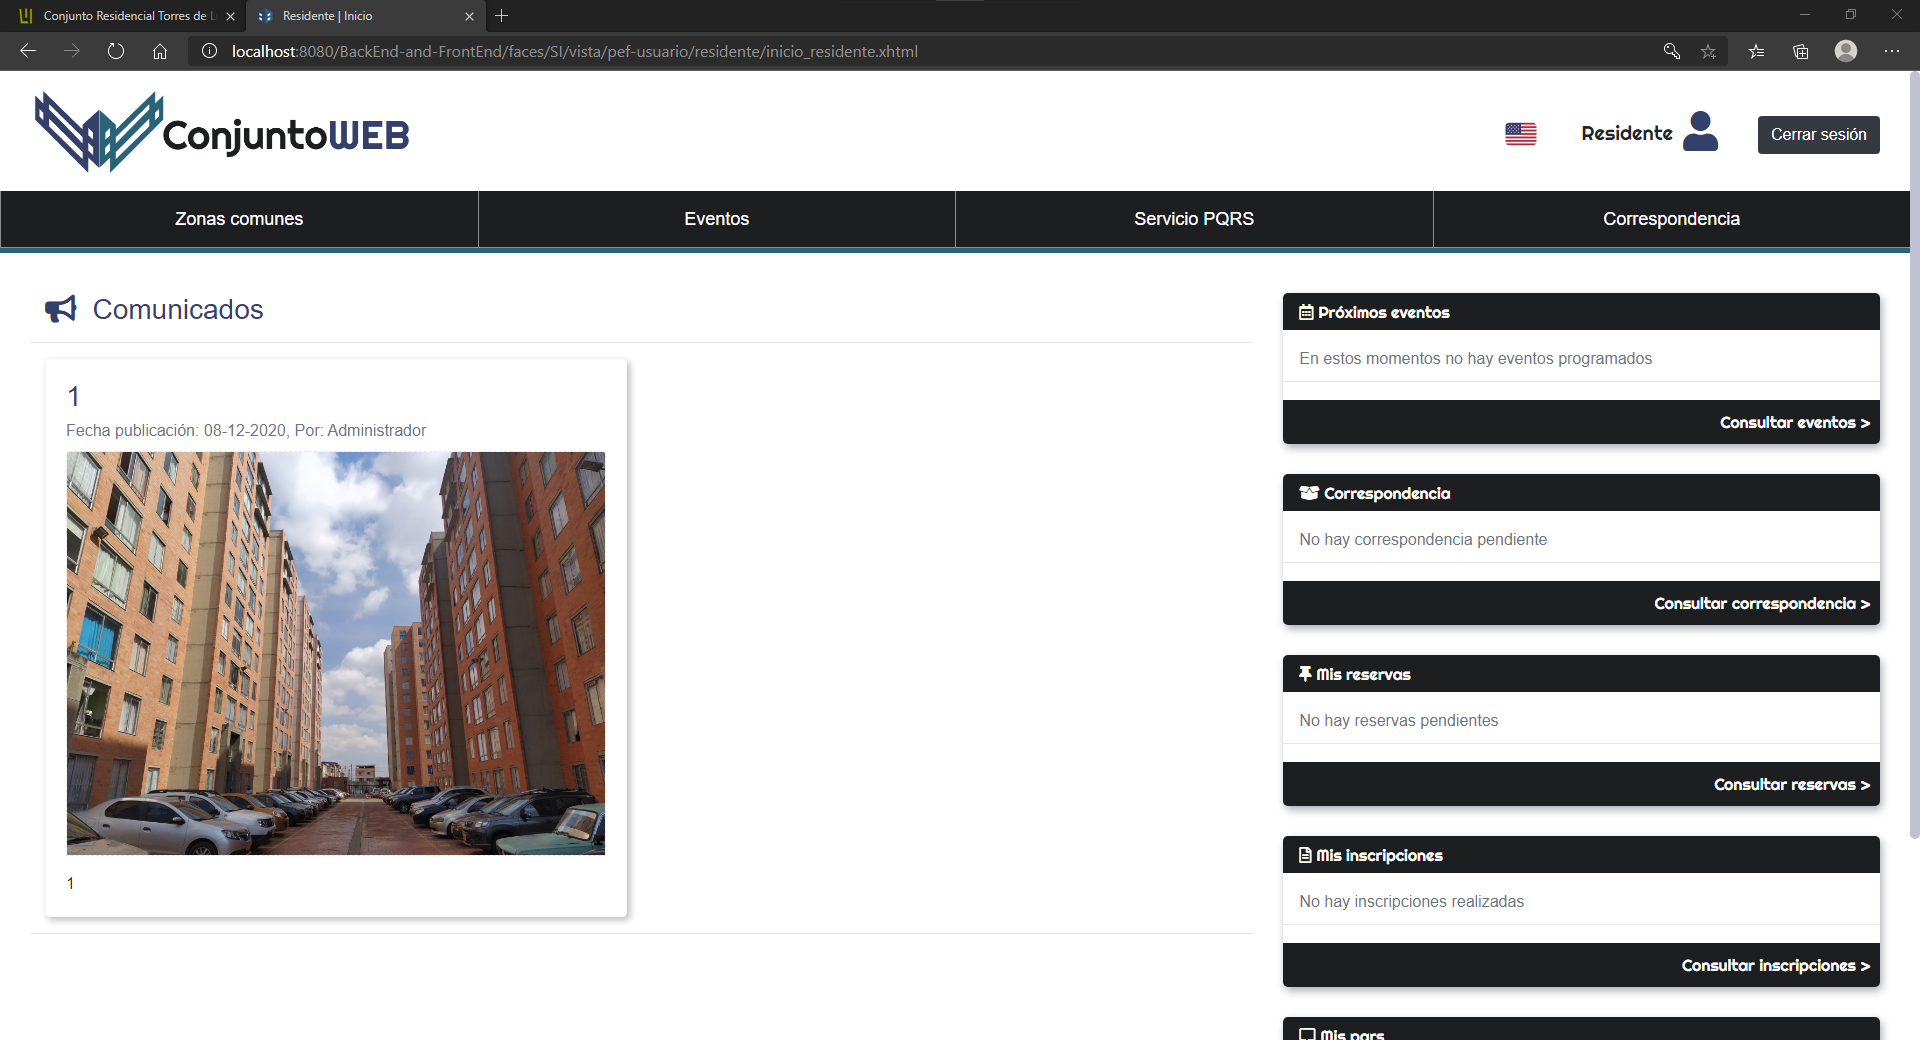 Conjunto Residencial Torres de L
Residente | Inicio
localhost:8080/BackEnd-and-FrontEnd/faces/SI/vista/pef-usuario/residente/inicio_residente.xhtml
ConjuntoWEB
Residente
Cerrar sesión
Zonas comunes
Eventos
Servicio PQRS
Correspondencia
Comunicados
1
Fecha publicación: 08-12-2020, Por: Administrador
1
Próximos eventos
En estos momentos no hay eventos programados
Consultar eventos >
Correspondencia
No hay correspondencia pendiente
Consultar correspondencia >
Mis reservas
No hay reservas pendientes
Consultar reservas >
Mis inscripciones
No hay inscripciones realizadas
Consultar inscripciones >
Mis pqrs